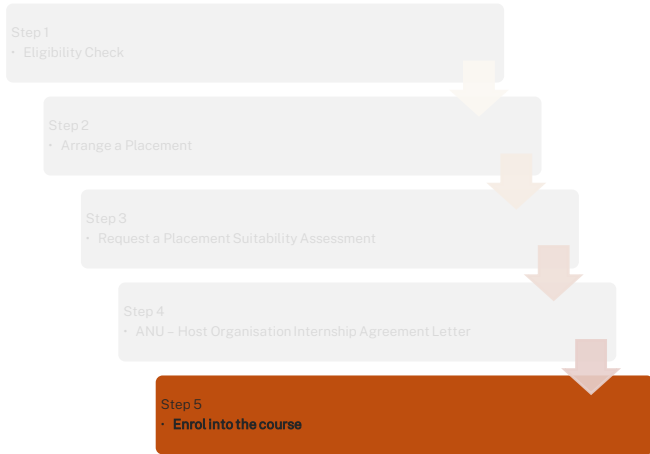 Step 1
• Eligibility Check
Step 2
• Arrange a Placement
Step 3
• Request a Placement Suitability Assessment
Step 4
• ANU – Host Organisation Internship Agreement Letter
Step 5
• Enrol into the course